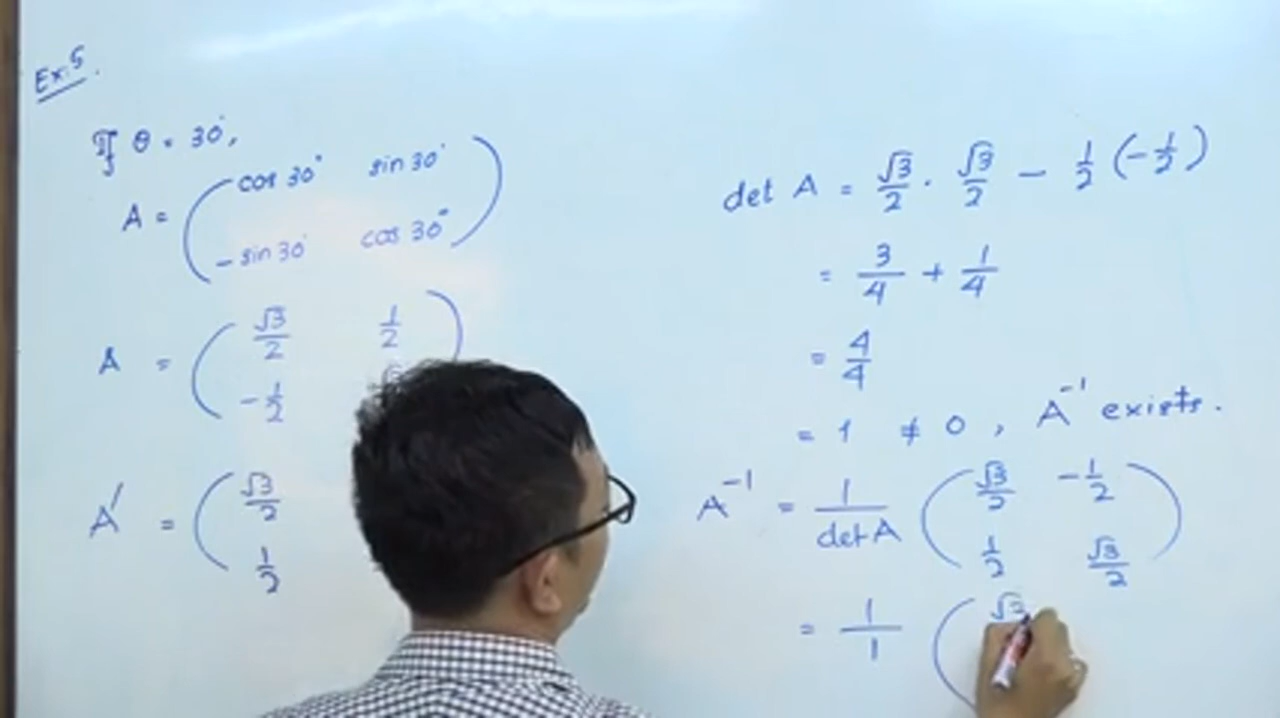 Ex.5.
If θ = 30°,
A = ( cos 30° sin 30°
- sin 30° cos 30° )
A = ( √3/2 1/2
- 1/2
A′ = ( √3/2
1/2
det A = √3/2 . √3/2 - 1/2 (-1/2)
= 3/4 + 1/4
= 4/4
= 1 ≠ 0 , A⁻¹ exists.
A⁻¹ = 1/det A ( √3/2 - 1/2
1/2 √3/2 )
= 1/1 ( √3